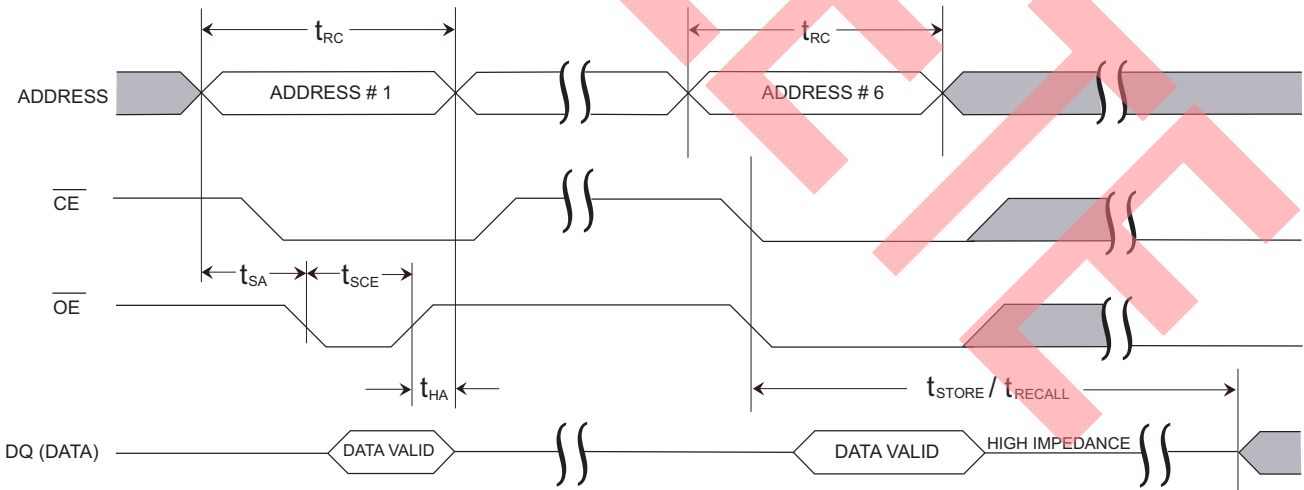 tRC tRC
ADDRESS ADDRESS # 1 ADDRESS # 6
CE
tSA tSCE
OE
tHA tSTORE / tRECALL
DQ (DATA) DATA VALID DATA VALID HIGH IMPEDANCE